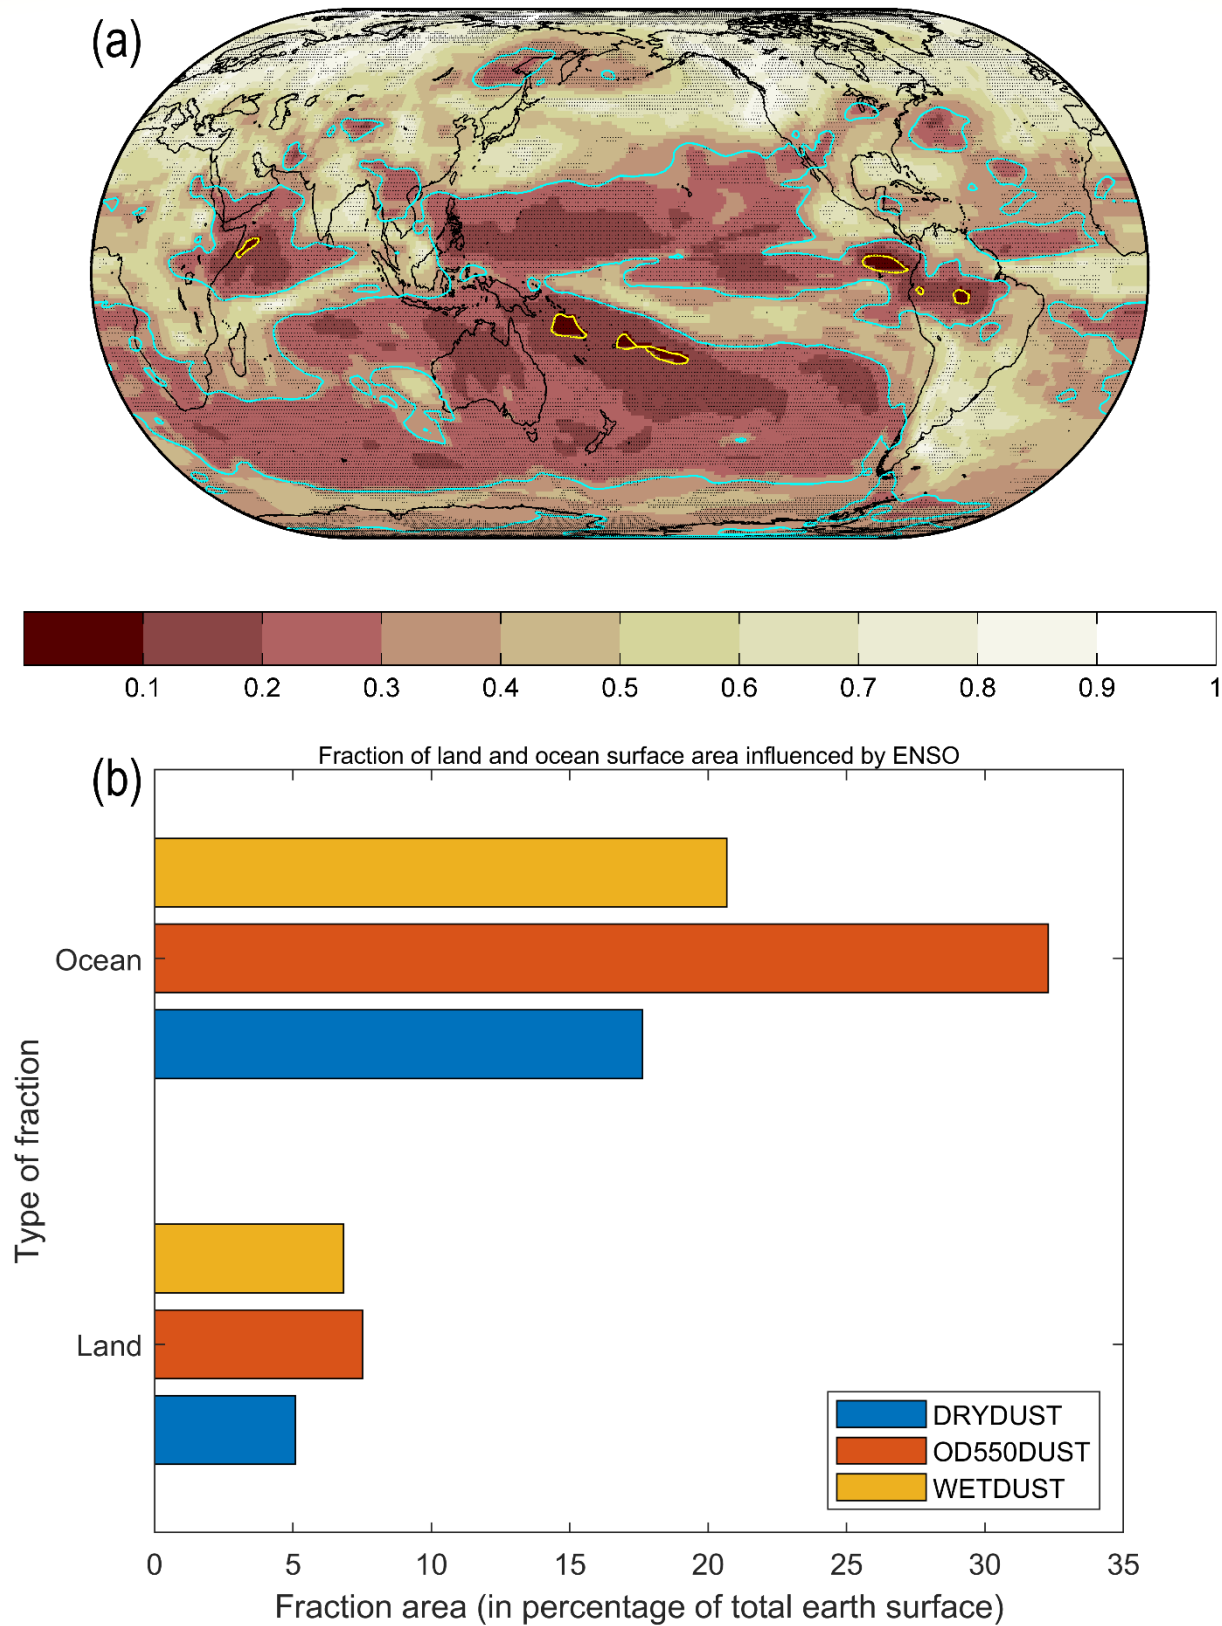 (a)
0.1 0.2 0.3 0.4 0.5 0.6 0.7 0.8 0.9 1
Fraction of land and ocean surface area influenced by ENSO
(b)
Ocean
Type of fraction
Land
DRYDUST
OD550DUST
WETDUST
0 5 10 15 20 25 30 35
Fraction area (in percentage of total earth surface)